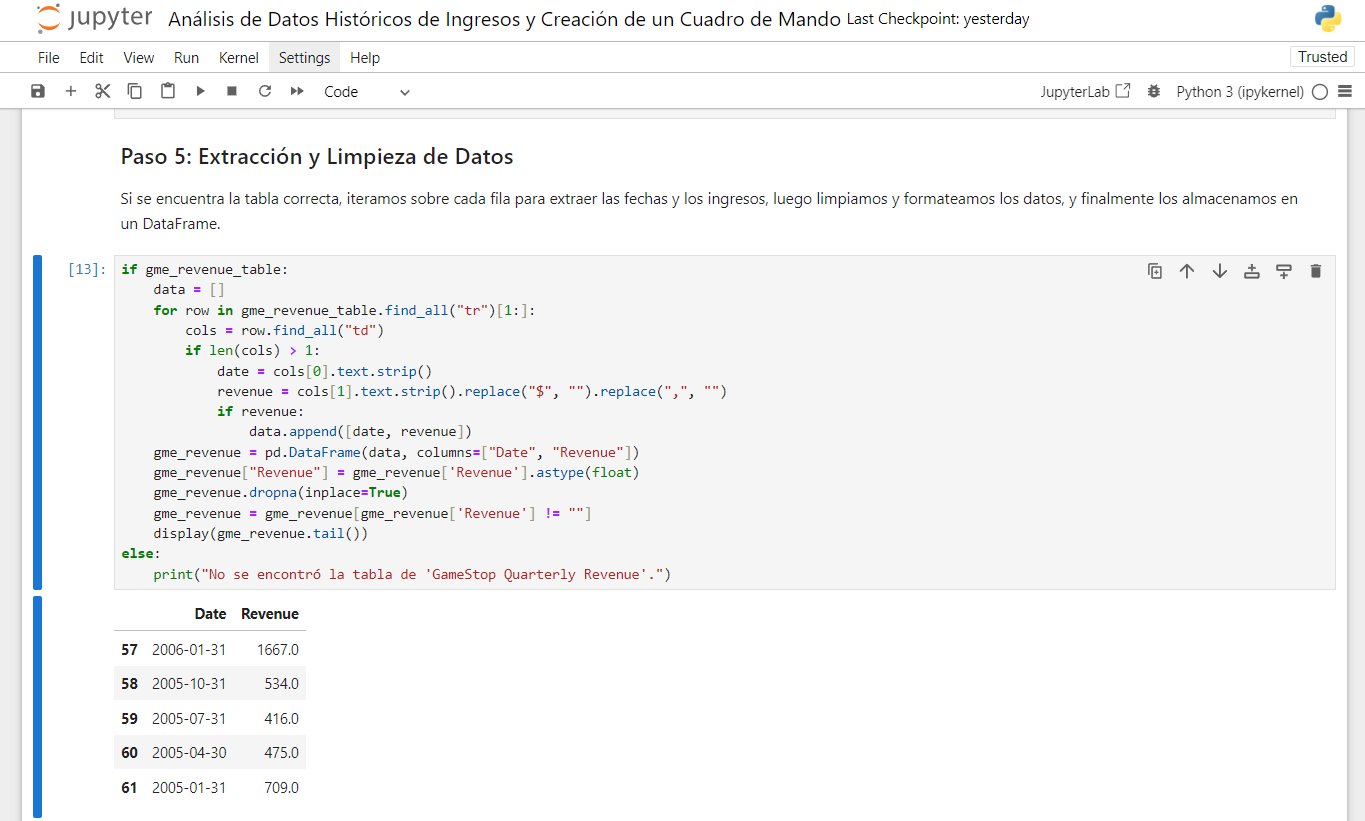 jupyter Análisis de Datos Históricos de Ingresos y Creación de un Cuadro de Mando Last Checkpoint: yesterday
File Edit View Run Kernel Settings Help Trusted
Code JupyterLab Python 3 (ipykernel)
Paso 5: Extracción y Limpieza de Datos
Si se encuentra la tabla correcta, iteramos sobre cada fila para extraer las fechas y los ingresos, luego limpiamos y formateamos los datos, y finalmente los almacenamos en
un DataFrame.
[13]: if gme_revenue_table:
    data = []
    for row in gme_revenue_table.find_all("tr")[1:]:
        cols = row.find_all("td")
        if len(cols) > 1:
            date = cols[0].text.strip()
            revenue = cols[1].text.strip().replace("$", "").replace(",", "")
            if revenue:
                data.append([date, revenue])
    gme_revenue = pd.DataFrame(data, columns=["Date", "Revenue"])
    gme_revenue["Revenue"] = gme_revenue['Revenue'].astype(float)
    gme_revenue.dropna(inplace=True)
    gme_revenue = gme_revenue[gme_revenue['Revenue'] != ""]
    display(gme_revenue.tail())
else:
    print("No se encontró la tabla de 'GameStop Quarterly Revenue'.")
Date Revenue
57 2006-01-31 1667.0
58 2005-10-31 534.0
59 2005-07-31 416.0
60 2005-04-30 475.0
61 2005-01-31 709.0